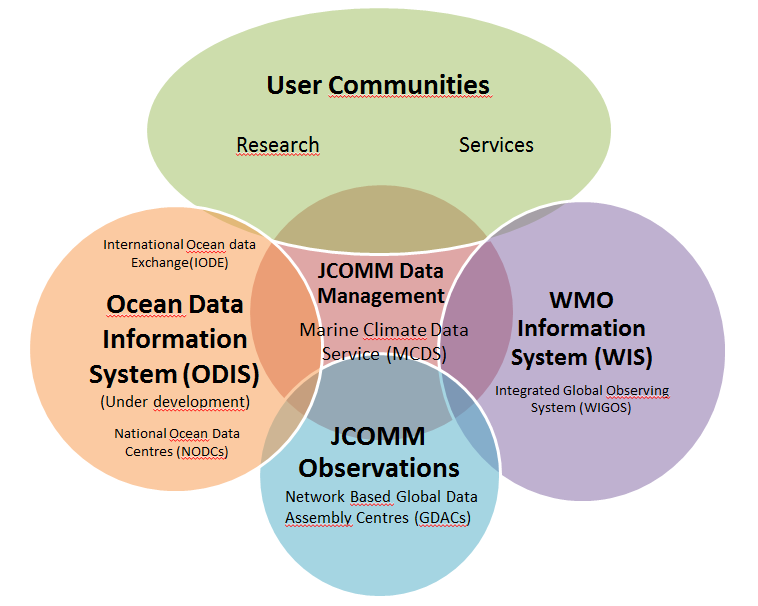 User Communities
Research
Services
International Ocean data
Exchange(IODE)
Ocean Data
Information
System (ODIS)
(Under development)
National Ocean Data
Centres (NODCs)
JCOMM Data
Management
Marine Climate Data
Service (MCDS)
WMO
Information
System (WIS)
Integrated Global Observing
System (WIGOS)
JCOMM
Observations
Network Based Global Data
Assembly Centres (GDACs)